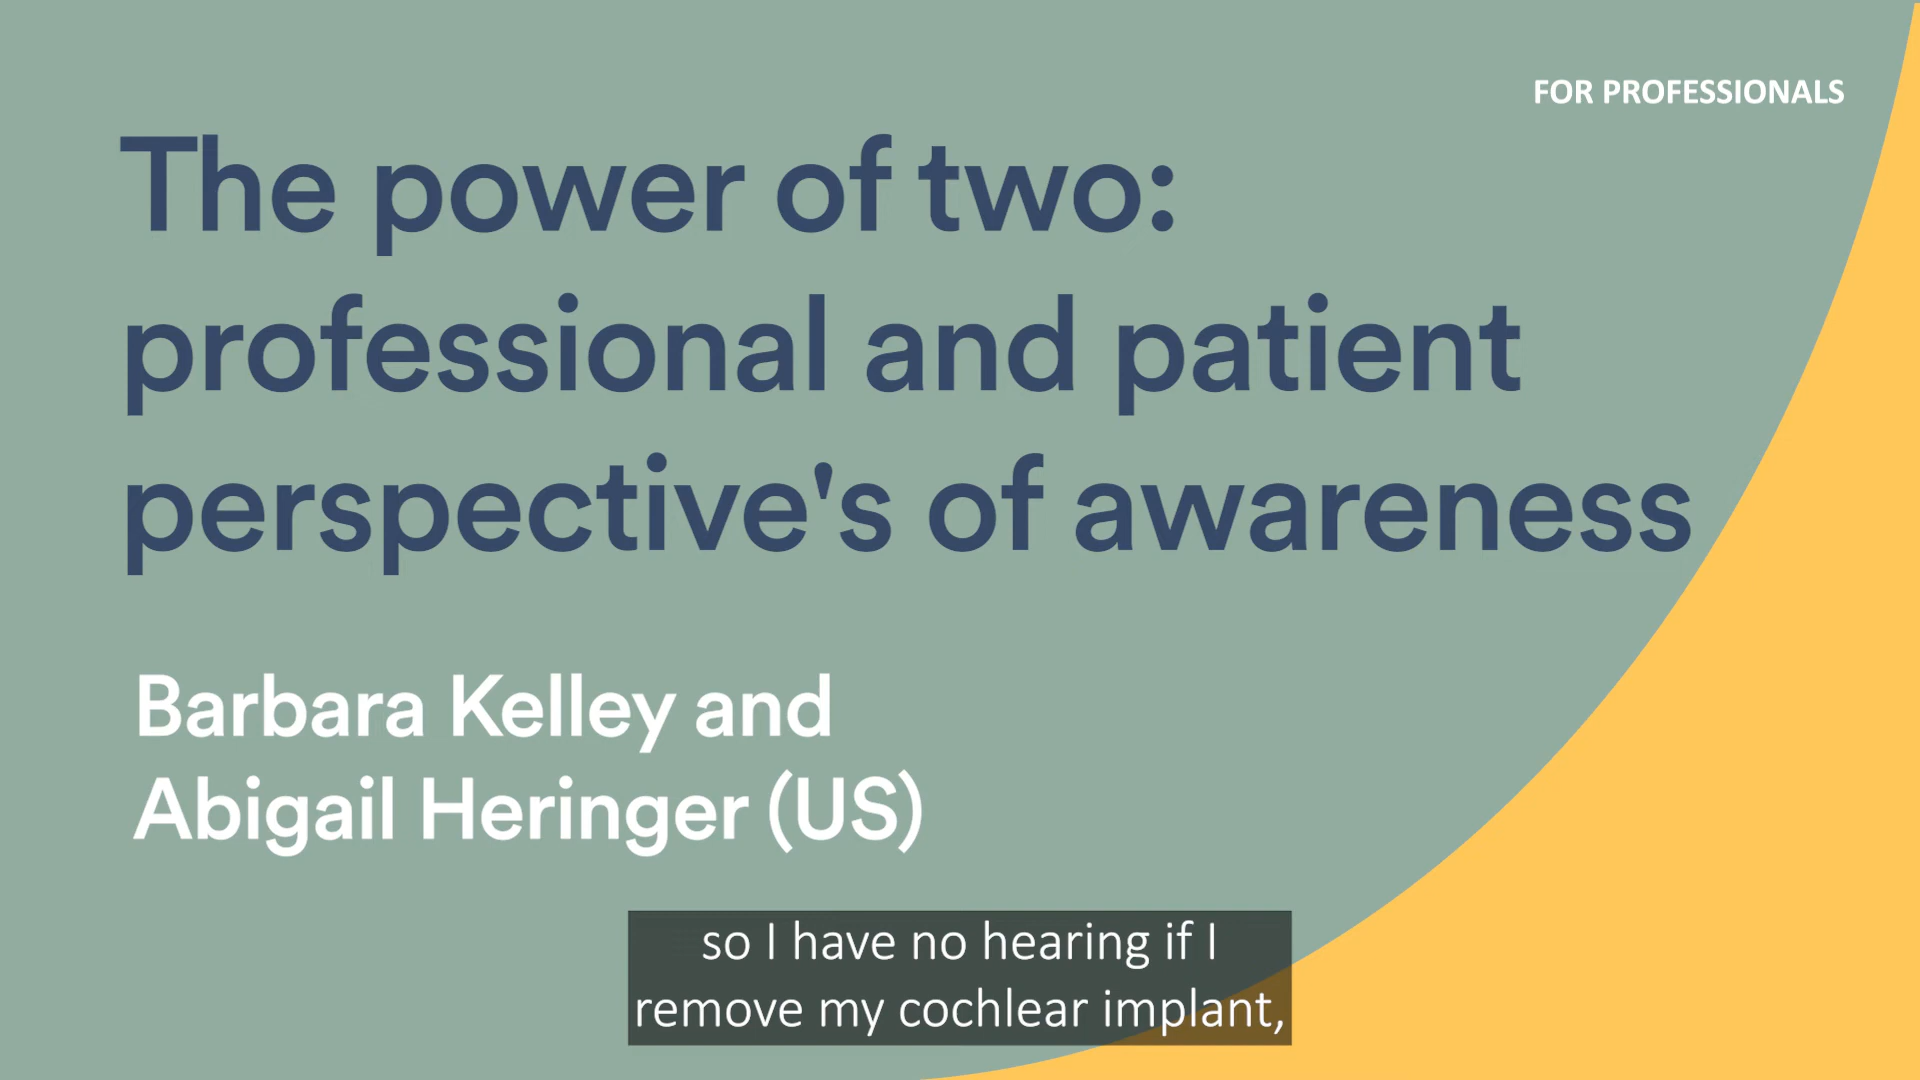 FOR PROFESSIONALS
The power of two:
professional and patient
perspective's of awareness
Barbara Kelley and
Abigail Heringer (US)
so I have no hearing if I
remove my cochlear implant,